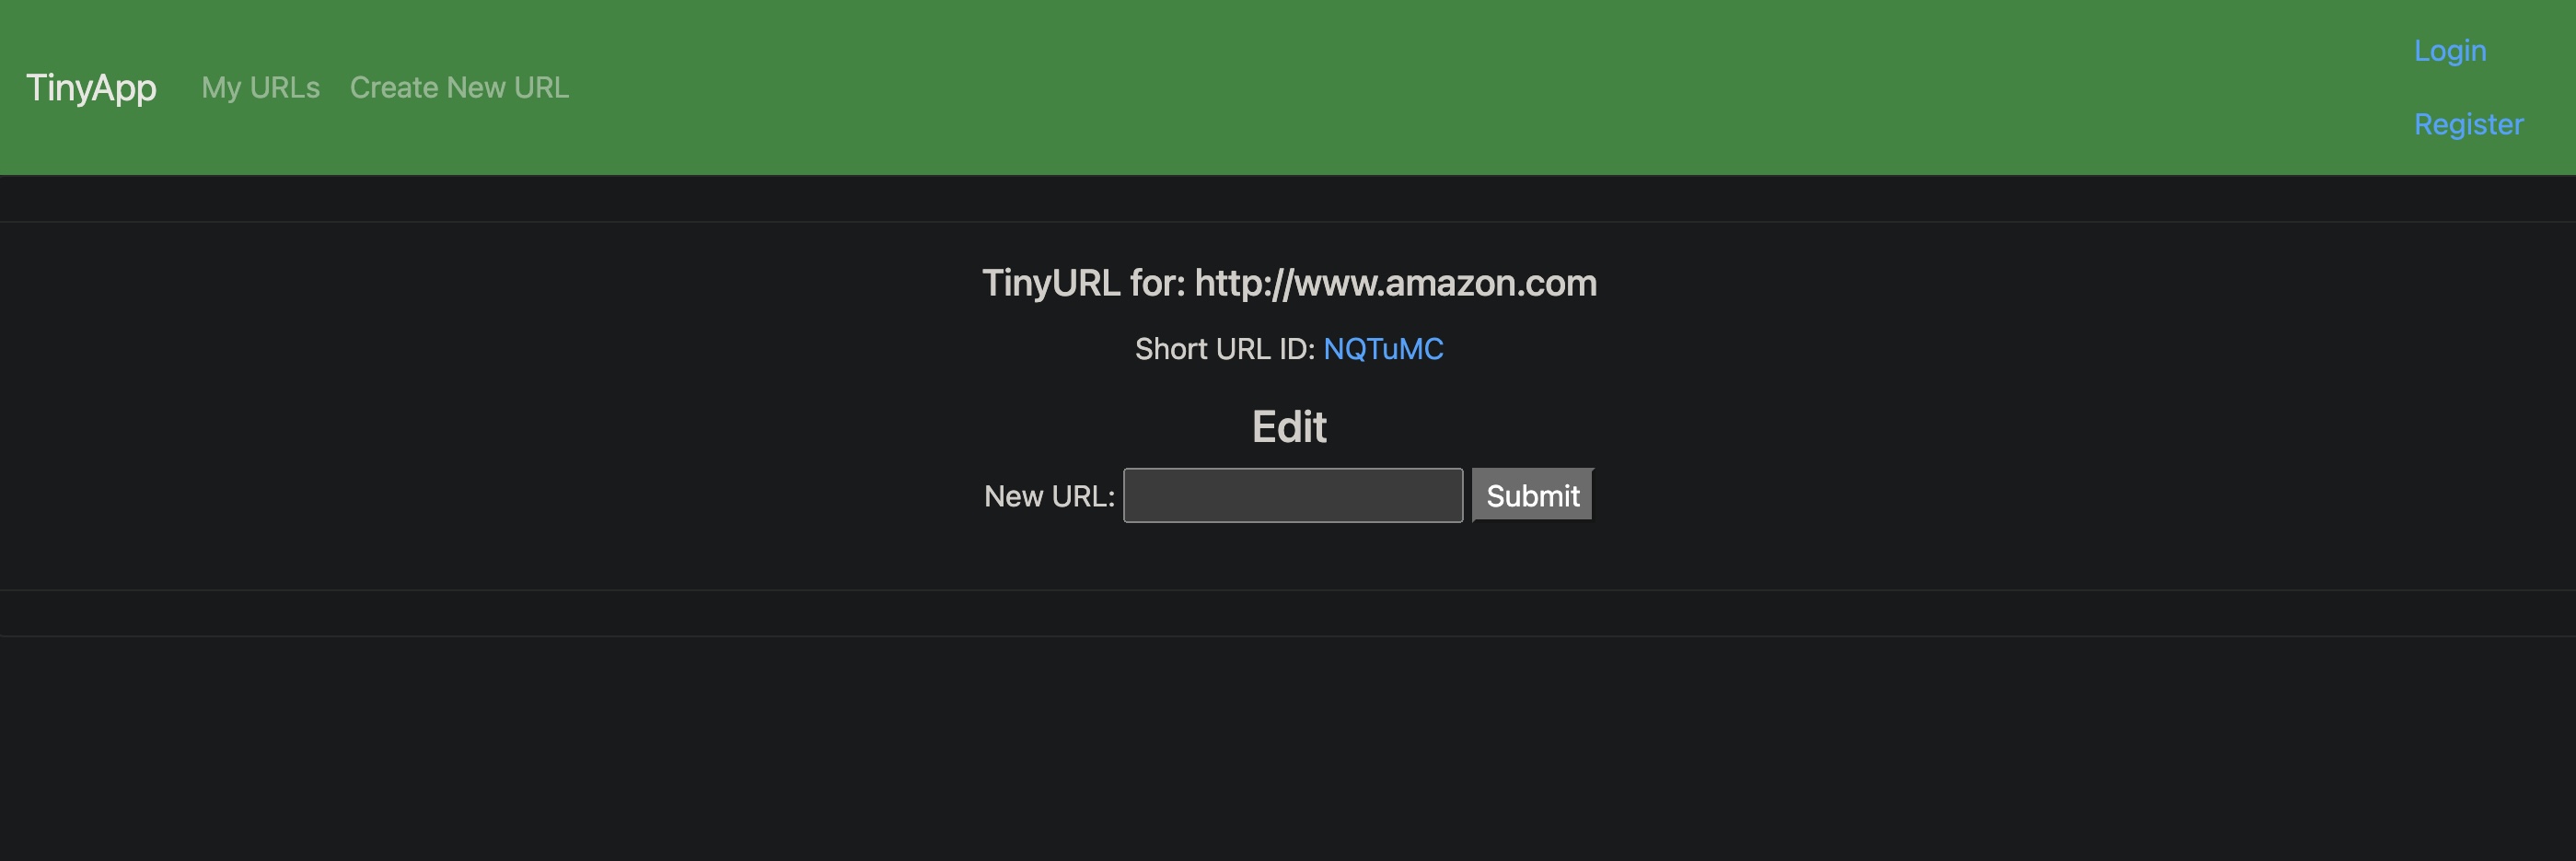 TinyApp My URLs Create New URL
Login
Register
TinyURL for: http://www.amazon.com
Short URL ID: NQTuMC
Edit
New URL: Submit